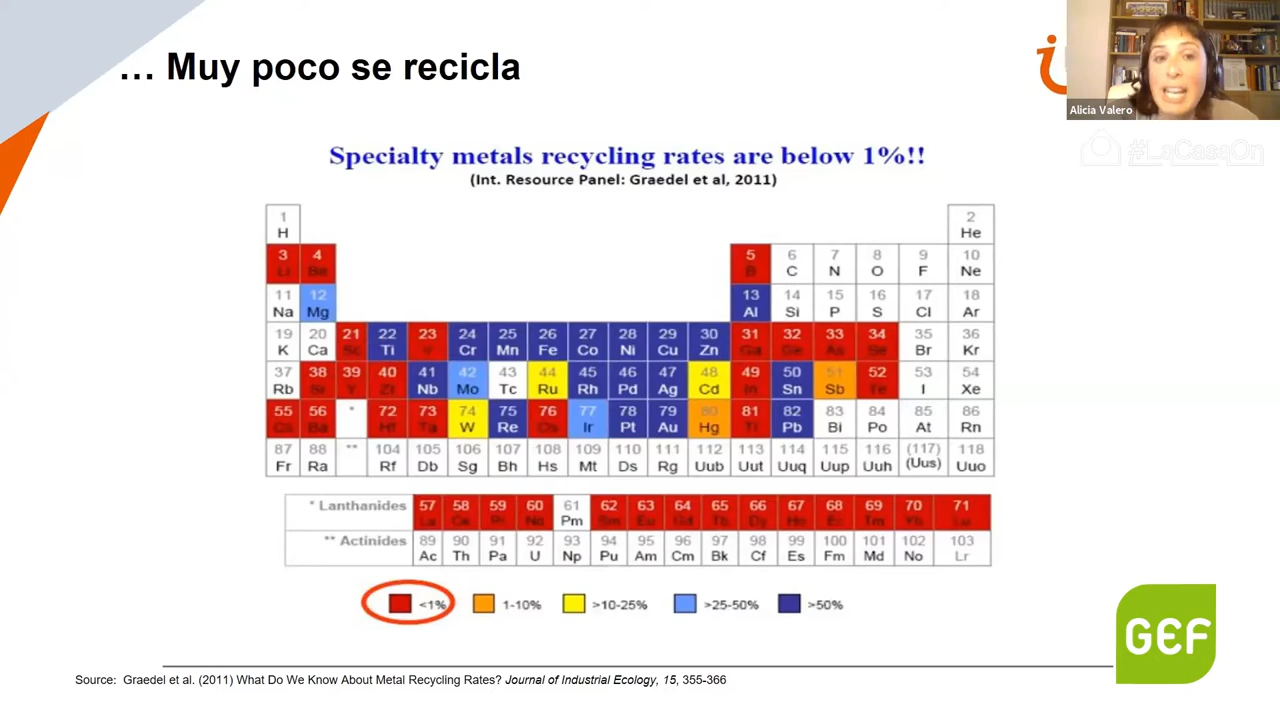 … Muy poco se recicla
Alicia Valero
#LaCasaOn
Specialty metals recycling rates are below 1%!!
(Int. Resource Panel: Graedel et al, 2011)
1 2
H He
3 4 5 6 7 8 9 10
Li Be B C N O F Ne
11 12 13 14 15 16 17 18
Na Mg Al Si P S Cl Ar
19 20 21 22 23 24 25 26 27 28 29 30 31 32 33 34 35 36
K Ca Sc Ti V Cr Mn Fe Co Ni Cu Zn Ga Ge As Se Br Kr
37 38 39 40 41 42 43 44 45 46 47 48 49 50 51 52 53 54
Rb Sr Y Zr Nb Mo Tc Ru Rh Pd Ag Cd In Sn Sb Te I Xe
55 56 * 72 73 74 75 76 77 78 79 80 81 82 83 84 85 86
Cs Ba Hf Ta W Re Os Ir Pt Au Hg Tl Pb Bi Po At Rn
87 88 ** 104 105 106 107 108 109 110 111 112 113 114 115 116 (117) 118
Fr Ra Rf Db Sg Bh Hs Mt Ds Rg Uub Uut Uuq Uup Uuh (Uus) Uuo
* Lanthanides 57 58 59 60 61 62 63 64 65 66 67 68 69 70 71
La Ce Pr Nd Pm Sm Eu Gd Tb Dy Ho Er Tm Yb Lu
** Actinides 89 90 91 92 93 94 95 96 97 98 99 100 101 102 103
Ac Th Pa U Np Pu Am Cm Bk Cf Es Fm Md No Lr
<1% 1-10% >10-25% >25-50% >50%
GEF
Source: Graedel et al. (2011) What Do We Know About Metal Recycling Rates? Journal of Industrial Ecology, 15, 355-366